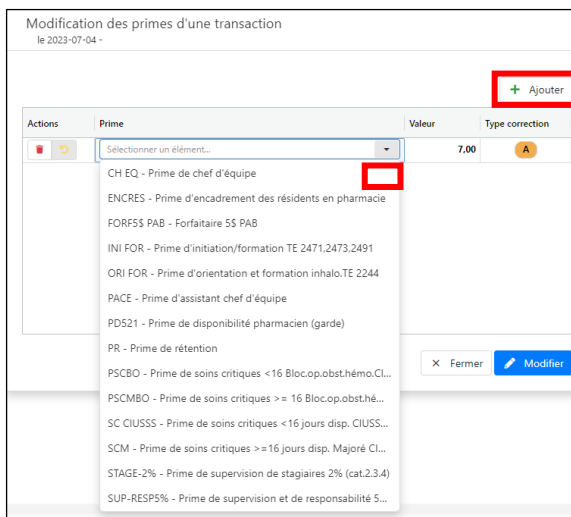 Modification des primes d'une transaction
le 2023-07-04 -
+ Ajouter
Actions Prime Valeur Type correction
Sélectionner un élément... 7,00 A
CH EQ - Prime de chef d'équipe
ENCRES - Prime d'encadrement des résidents en pharmacie
FORF5$ PAB - Forfaitaire 5$ PAB
INI FOR - Prime d'initiation/formation TE 2471,2473,2491
ORI FOR - Prime d'orientation et formation inhalo.TE 2244
PACE - Prime d'assistant chef d'équipe
PD521 - Prime de disponibilité pharmacien (garde)
PR - Prime de rétention
× Fermer Modifier
PSCBO - Prime de soins critiques <16 Bloc.op.obst.hémo.Cl...
PSCMBO - Prime de soins critiques >= 16 Bloc.op.obst.hé...
SC CIUSSS - Prime de soins critiques <16 jours disp. CIUSS...
SCM - Prime de soins critiques >=16 jours disp. Majoré CI...
STAGE-2% - Prime de supervision de stagiaires 2% (cat.2.3.4)
SUP-RESP5% - Prime de supervision et de responsabilité 5...